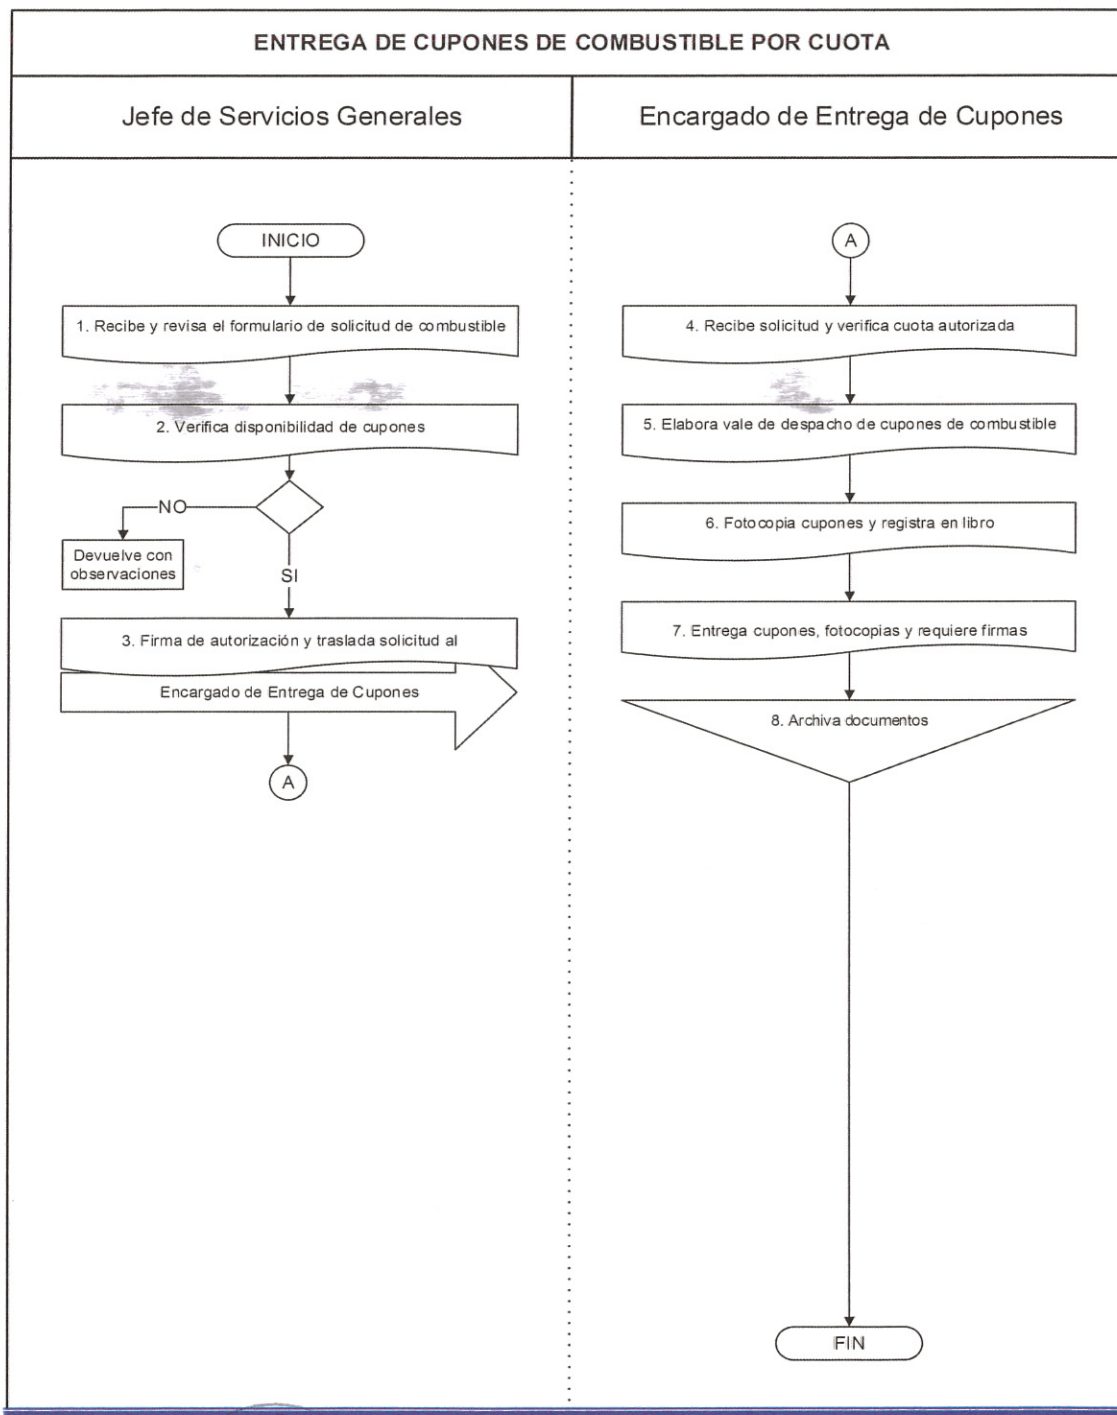 ENTREGA DE CUPONES DE COMBUSTIBLE POR CUOTA
Jefe de Servicios Generales
Encargado de Entrega de Cupones
INICIO
1. Recibe y revisa el formulario de solicitud de combustible
2. Verifica disponibilidad de cupones
NO
Devuelve con
observaciones
SI
3. Firma de autorización y traslada solicitud al
Encargado de Entrega de Cupones
A
A
4. Recibe solicitud y verifica cuota autorizada
5. Elabora vale de despacho de cupones de combustible
6. Fotocopia cupones y registra en libro
7. Entrega cupones, fotocopias y requiere firmas
8. Archiva documentos
FIN